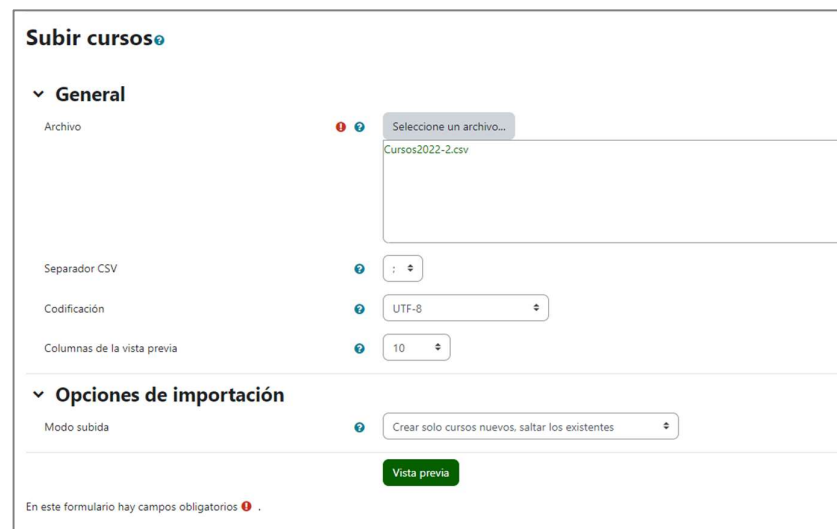 Subir cursos
General
Archivo
Seleccione un archivo...
Cursos2022-2.csv
Separador CSV
;
Codificación
UTF-8
Columnas de la vista previa
10
Opciones de importación
Modo subida
Crear solo cursos nuevos, saltar los existentes
Vista previa
En este formulario hay campos obligatorios .